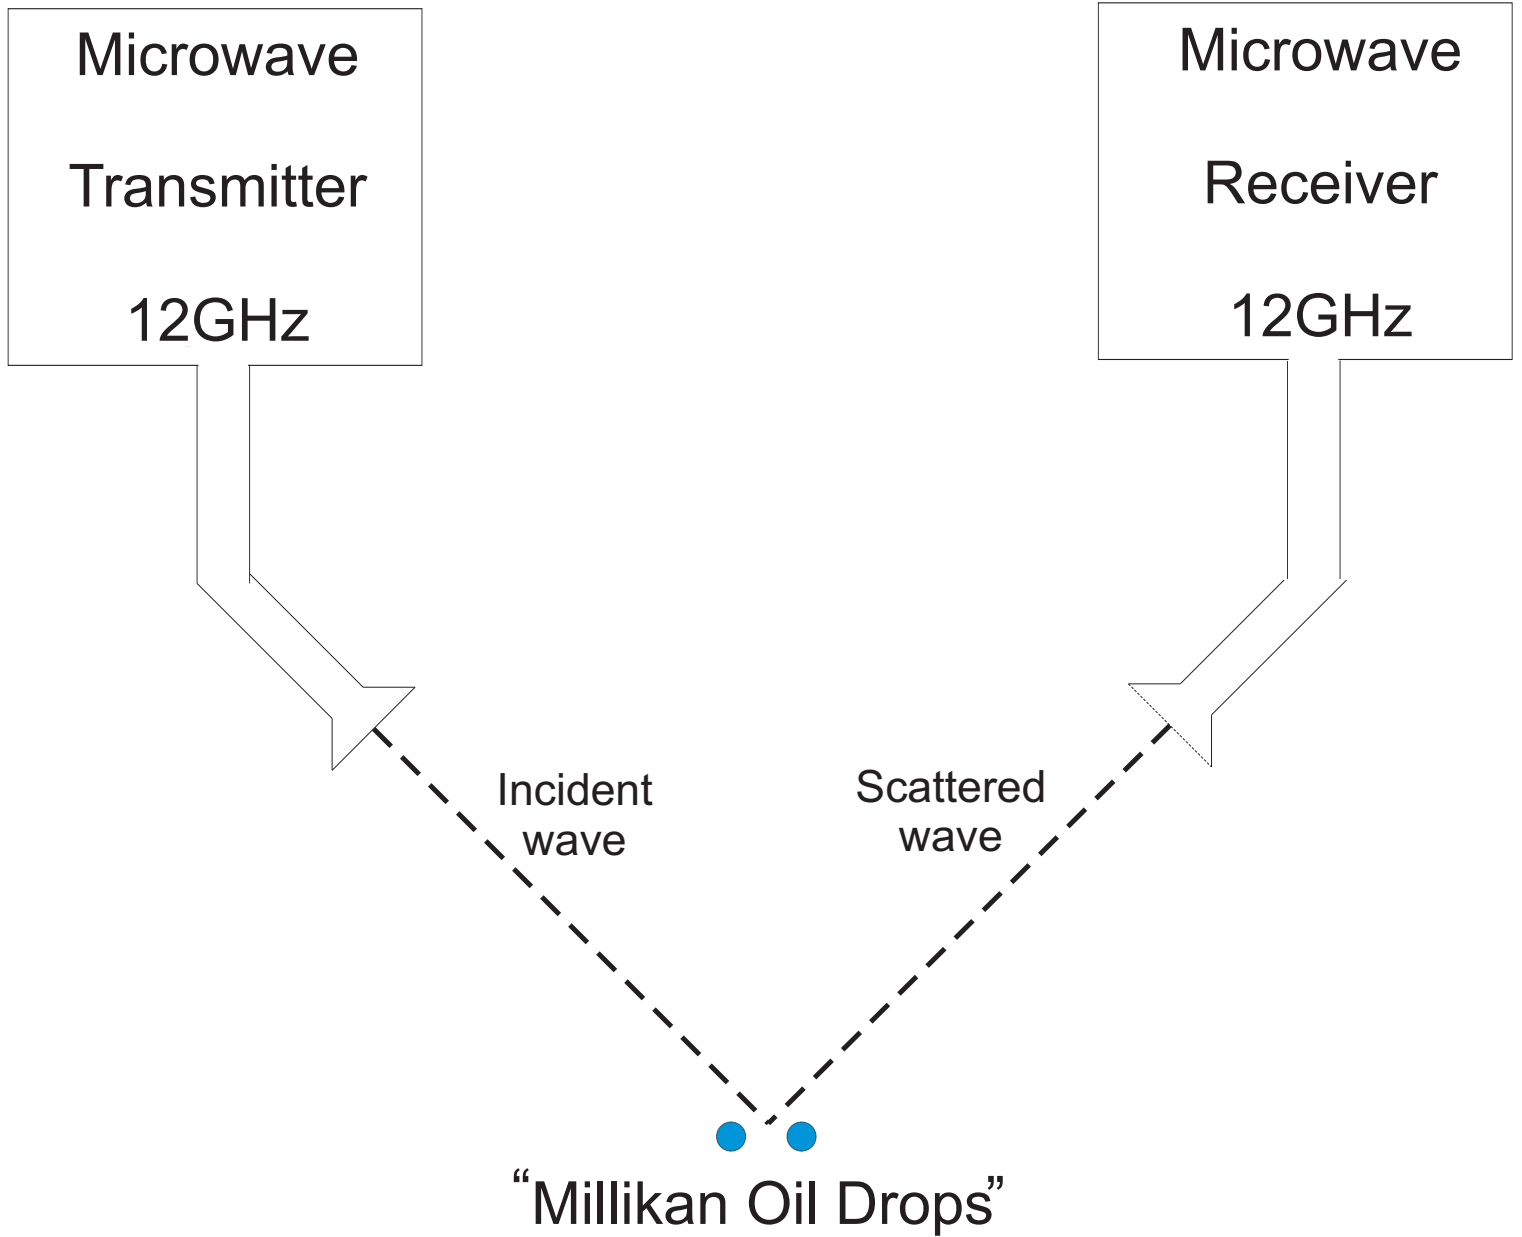 Microwave
Transmitter
12GHz
Microwave
Receiver
12GHz
Incident
wave
Scattered
wave
“Millikan Oil Drops”